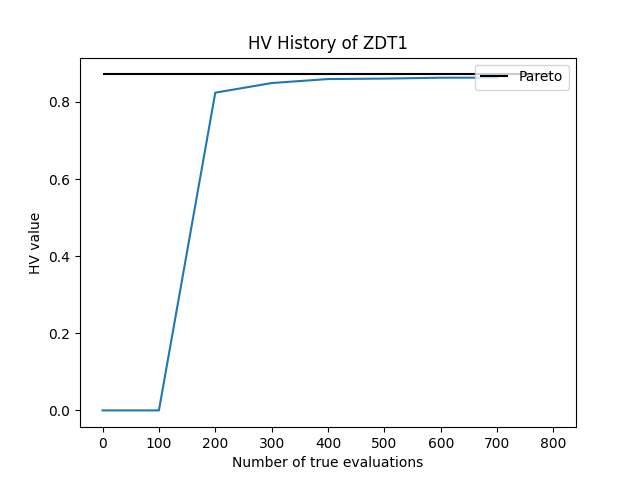 HV History of ZDT1
Pareto
0.8
0.6
0.4
0.2
0.0
HV value
0 100 200 300 400 500 600 700 800
Number of true evaluations